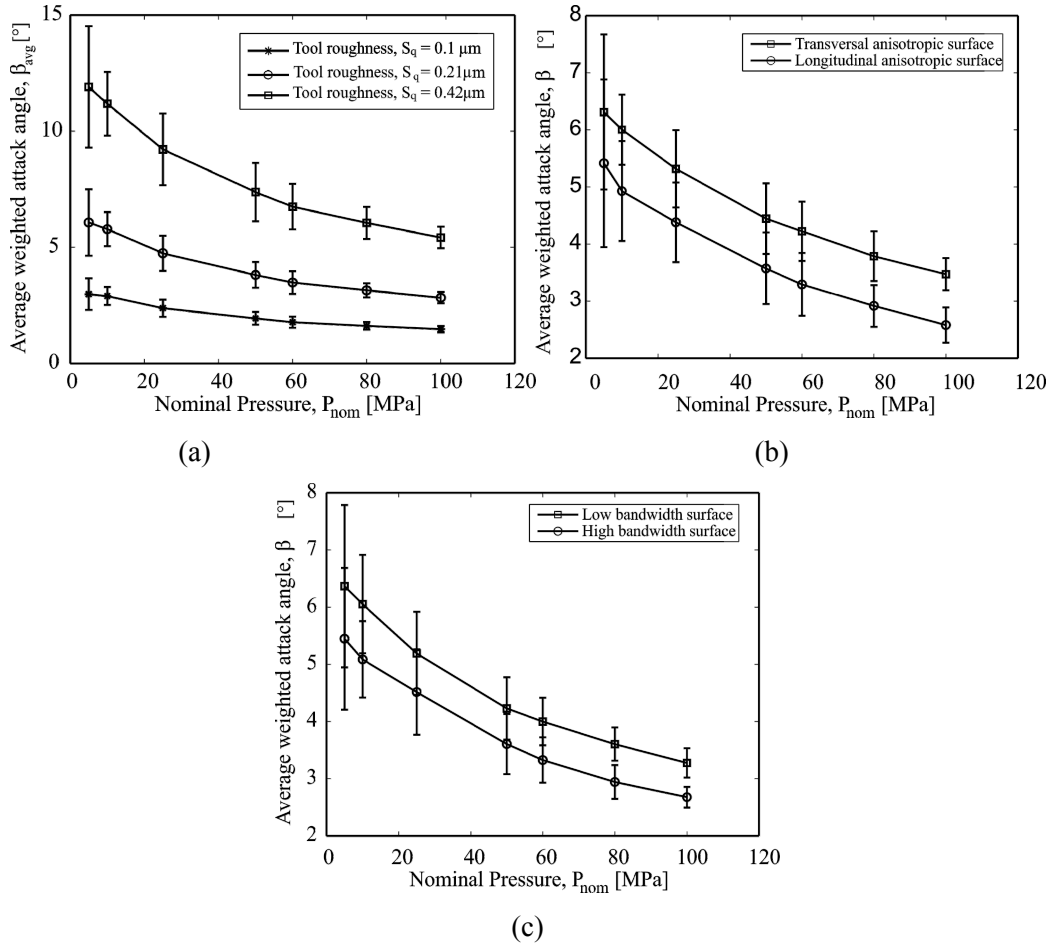 15
10
5
0
Average weighted attack angle, βavg [°]
Tool roughness, Sq = 0.1 μm
Tool roughness, Sq = 0.21μm
Tool roughness, Sq = 0.42μm
0 20 40 60 80 100 120
Nominal Pressure, Pnom [MPa]
(a)
8
7
6
5
4
3
2
Average weighted attack angle, β [°]
Transversal anisotropic surface
Longitudinal anisotropic surface
0 20 40 60 80 100 120
Nominal Pressure, Pnom [MPa]
(b)
8
7
6
5
4
3
2
Average weighted attack angle, β [°]
Low bandwidth surface
High bandwidth surface
0 20 40 60 80 100 120
Nominal Pressure, Pnom [MPa]
(c)